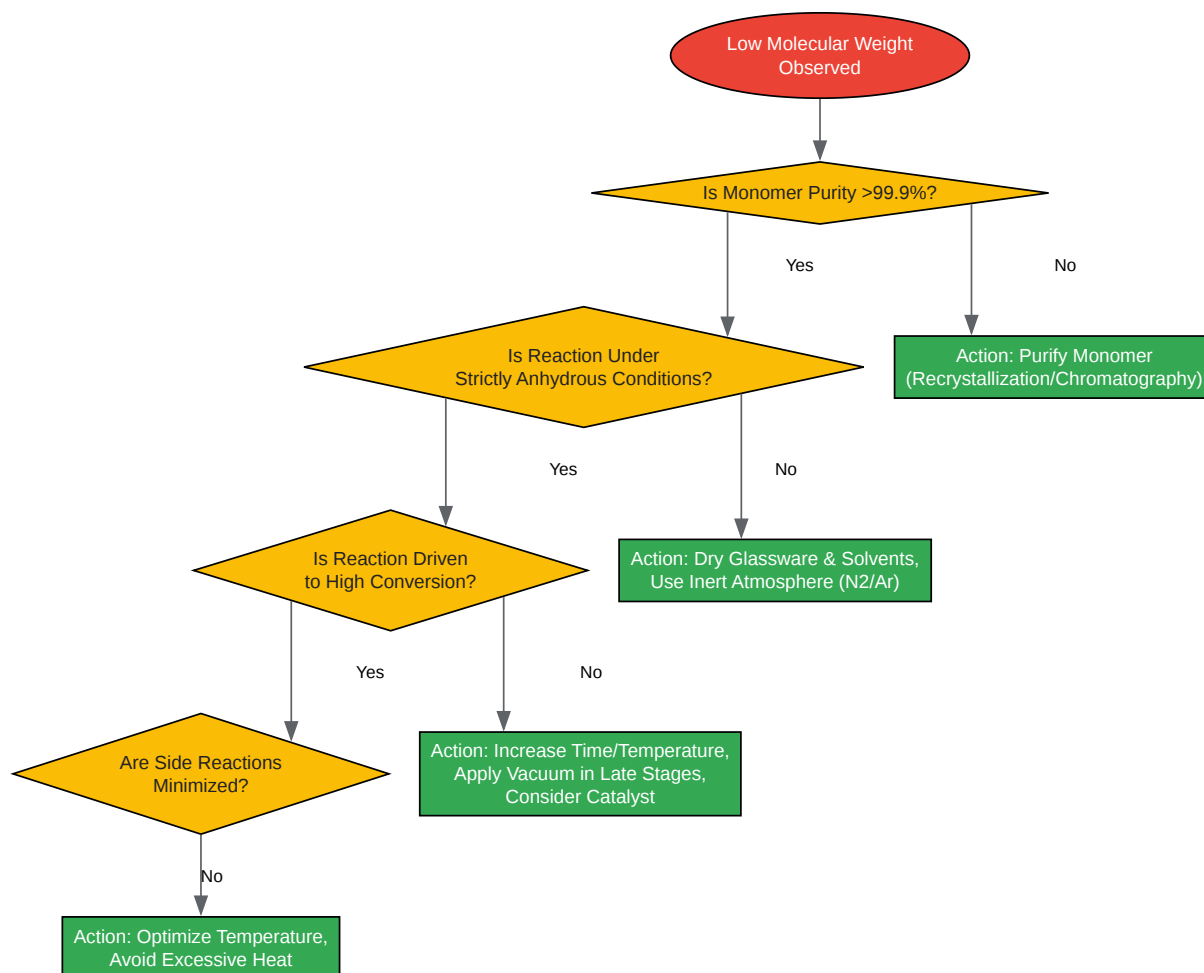 Low Molecular Weight
Observed
Is Monomer Purity >99.9%?
Yes
No
Is Reaction Under
Strictly Anhydrous Conditions?
Action: Purify Monomer
(Recrystallization/Chromatography)
Yes
No
Is Reaction Driven
to High Conversion?
Action: Dry Glassware & Solvents,
Use Inert Atmosphere (N2/Ar)
Yes
No
Are Side Reactions
Minimized?
Action: Increase Time/Temperature,
Apply Vacuum in Late Stages,
Consider Catalyst
No
Action: Optimize Temperature,
Avoid Excessive Heat